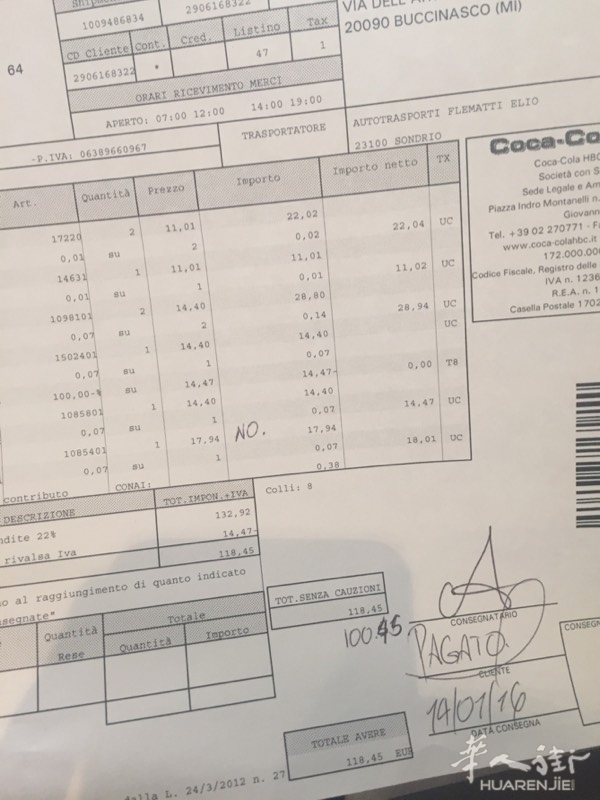 1009486834
2906168322
VIA DELL'
20090 BUCCINASCO (MI)
64
CD Cliente Cont. Cred. Listino Tax
2906168322 * 47 1
ORARI RICEVIMENTO MERCI
APERTO: 07:00 12:00 14:00 19:00
TRASPORTATORE
AUTOTRASPORTI FLEMATTI ELIO
23100 SONDRIO
-P.IVA: 06389660967
Art. Quantità Prezzo Importo Importo netto TX
17220 2 11,01 22,02 22,04 UC
0,01 su 2 0,02
14631 1 11,01 11,01 11,02 UC
0,01 su 1 0,01
1098101 2 14,40 28,80 28,94 UC
0,07 su 2 0,14
1502401 1 14,40 14,40 UC
0,07 su 1 0,07
100,00-% su 14,47 14,47- 0,00 T8
1085801 1 14,40 14,40 14,47 UC
0,07 su 1 0,07
1085401 1 17,94 NO. 17,94 18,01 UC
0,07 su 1 0,07
contributo CONAI: 0,38
Coca-Co
Coca-Cola HBC
Società con S
Sede Legale e Am
Piazza Indro Montanelli n.
Giovann
Tel. +39 02 270771 - Fa
www.coca-colahbc.it
172.000.00
Codice Fiscale, Registro delle
IVA n. 1236
R.E.A. n. 1
Casella Postale 1702
DESCRIZIONE TOT.IMPON.+IVA
ndite 22% 132,92
14,47-
rivalsa Iva 118,45
Colli: 8
o al raggiungimento di quanto indicato
segnate"
TOT.SENZA CAUZIONI
118,45
100.45
Quantità Rese
Totale
Quantità Importo
CONSEGNATARIO
PAGATO
CLIENTE
14/01/16
DATA CONSEGNA
CONSEGN
TOTALE AVERE
118,45 EUR
dalla L. 24/3/2012 n. 27
华人街
HUARENJIE